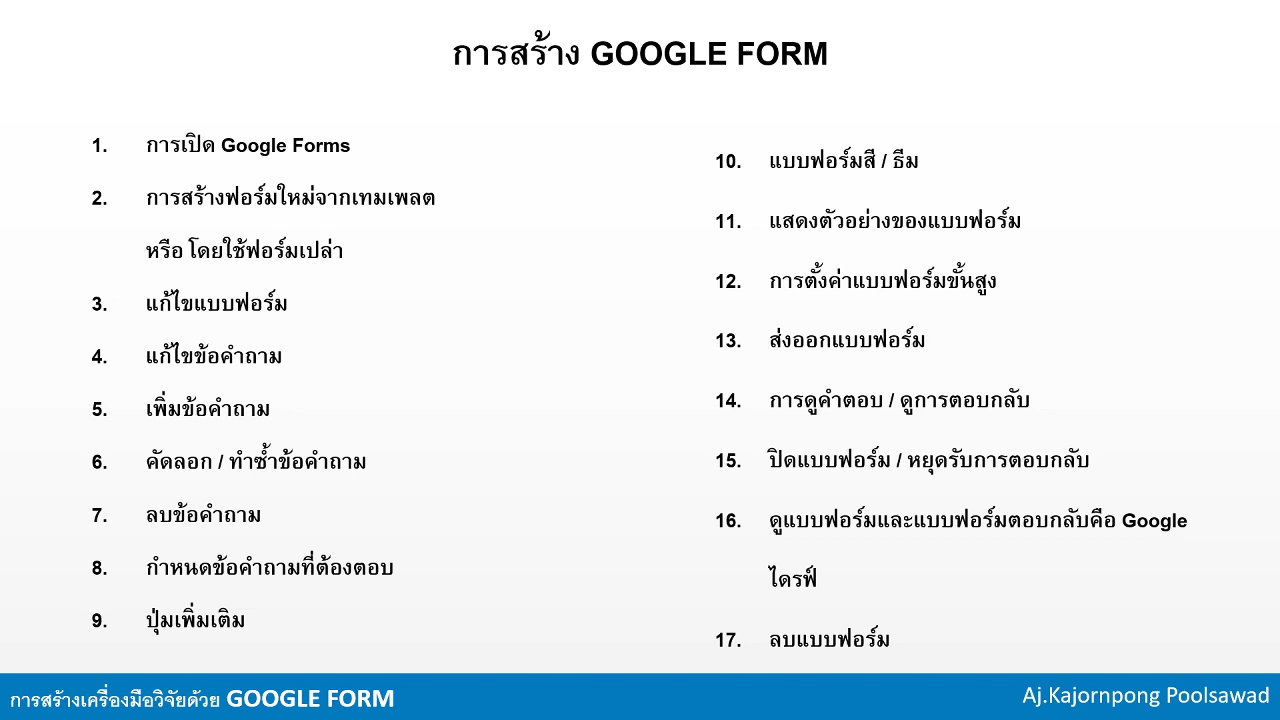 การสร้าง GOOGLE FORM
1. การเปิด Google Forms
2. การสร้างฟอร์มใหม่จากเทมเพลต
หรือ โดยใช้ฟอร์มเปล่า
3. แก้ไขแบบฟอร์ม
4. แก้ไขข้อคำถาม
5. เพิ่มข้อคำถาม
6. คัดลอก / ทำซ้ำข้อคำถาม
7. ลบข้อคำถาม
8. กำหนดข้อคำถามที่ต้องตอบ
9. ปุ่มเพิ่มเติม
10. แบบฟอร์มสี / ธีม
11. แสดงตัวอย่างของแบบฟอร์ม
12. การตั้งค่าแบบฟอร์มขั้นสูง
13. ส่งออกแบบฟอร์ม
14. การดูคำตอบ / ดูการตอบกลับ
15. ปิดแบบฟอร์ม / หยุดรับการตอบกลับ
16. ดูแบบฟอร์มและแบบฟอร์มตอบกลับคือ Google
ไดรฟ์
17. ลบแบบฟอร์ม
การสร้างเครื่องมือวิจัยด้วย GOOGLE FORM
Aj.Kajornpong Poolsawad